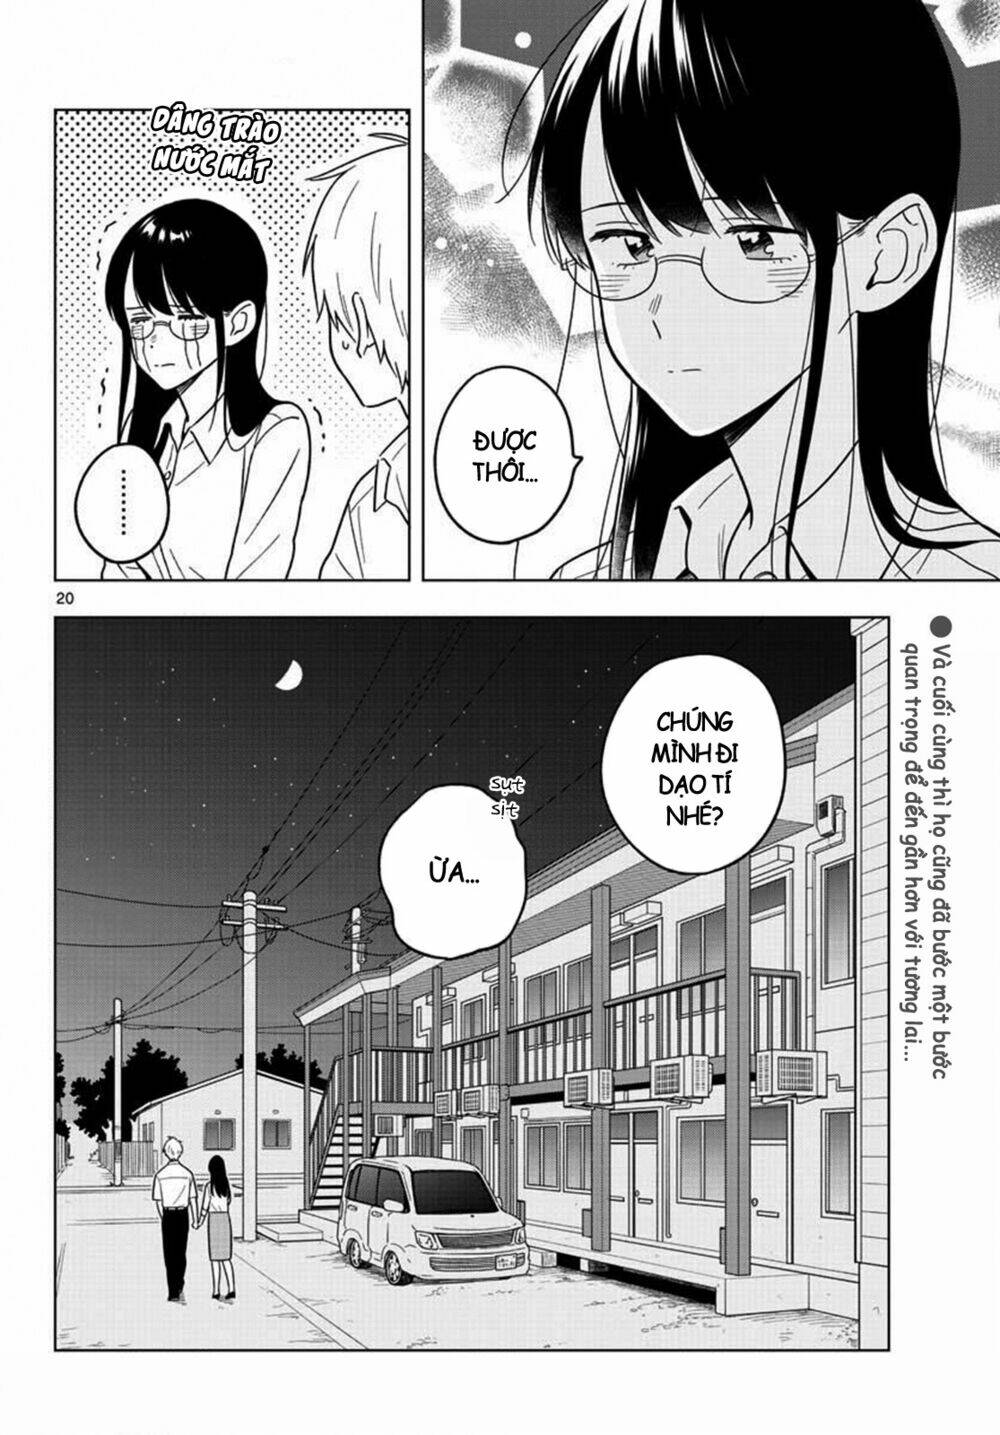 ĐƯỢC
THÔI...
DÂNG TRÀO
NƯỚC MẮT
........
20
CHÚNG
MÌNH ĐI
DẠO TÍ
NHÉ?
SỤT
SỊT
ỪA...
● Và cuối cùng thì họ cũng đã bước một bước
quan trọng để đến gần hơn với tương lai...